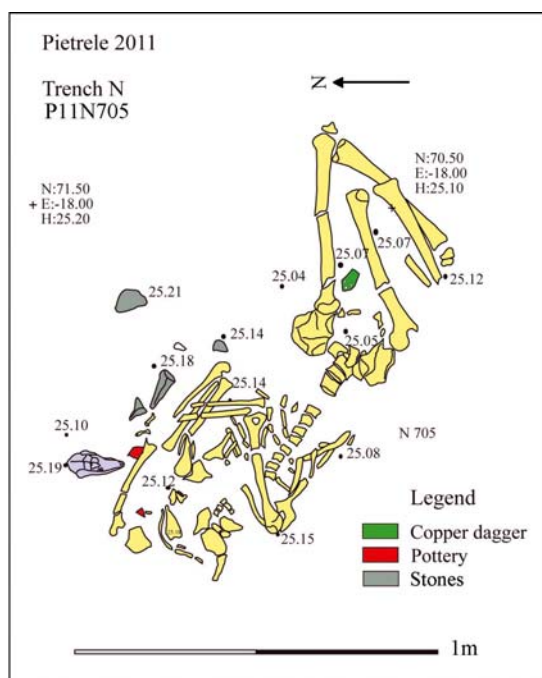 Pietrele 2011
Trench N
P11N705
N
N:70.50
E:-18.00
H:25.10
N:71.50
+ E:-18.00
H:25.20
25.07
25.07
25.04
25.12
25.21
25.14
25.05
25.18
25.14
25.10
N 705
25.08
25.19
25.12
25.15
Legend
Copper dagger
Pottery
Stones
1m